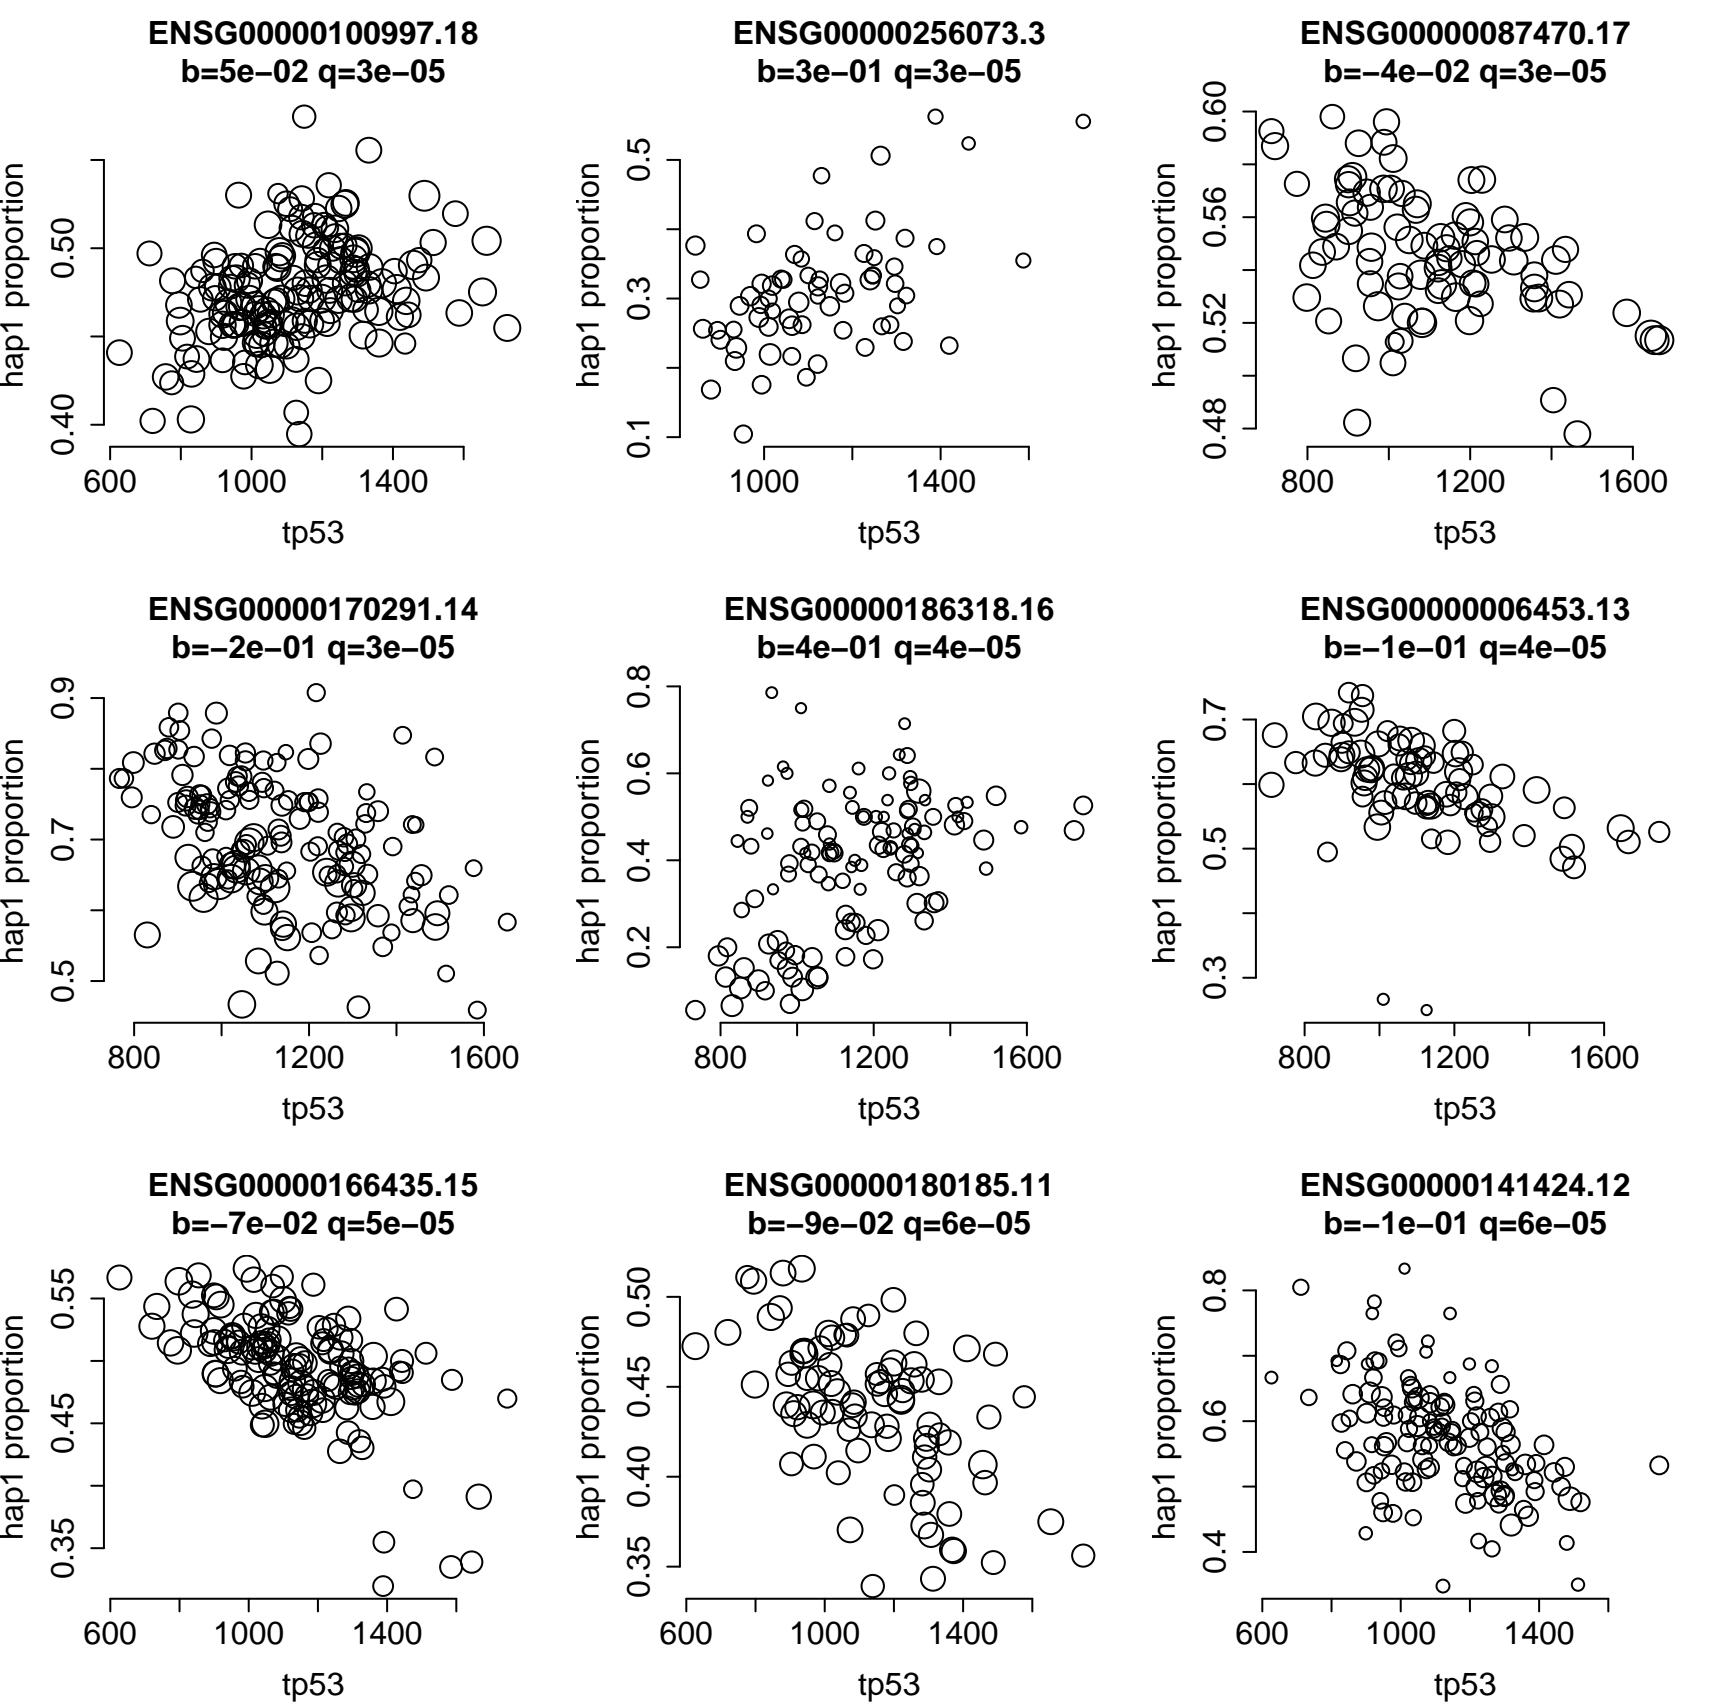 ENSG00000100997.18
b=5e−02 q=3e−05
hap1 proportion
0.40 0.50
600 1000 1400
tp53
ENSG00000256073.3
b=3e−01 q=3e−05
hap1 proportion
0.1 0.3 0.5
1000 1400
tp53
ENSG00000087470.17
b=−4e−02 q=3e−05
hap1 proportion
0.48 0.52 0.56 0.60
800 1200 1600
tp53
ENSG00000170291.14
b=−2e−01 q=3e−05
hap1 proportion
0.5 0.7 0.9
800 1200 1600
tp53
ENSG00000186318.16
b=4e−01 q=4e−05
hap1 proportion
0.2 0.4 0.6 0.8
800 1200 1600
tp53
ENSG00000006453.13
b=−1e−01 q=4e−05
hap1 proportion
0.3 0.5 0.7
800 1200 1600
tp53
ENSG00000166435.15
b=−7e−02 q=5e−05
hap1 proportion
0.35 0.45 0.55
600 1000 1400
tp53
ENSG00000180185.11
b=−9e−02 q=6e−05
hap1 proportion
0.35 0.40 0.45 0.50
600 1000 1400
tp53
ENSG00000141424.12
b=−1e−01 q=6e−05
hap1 proportion
0.4 0.6 0.8
600 1000 1400
tp53